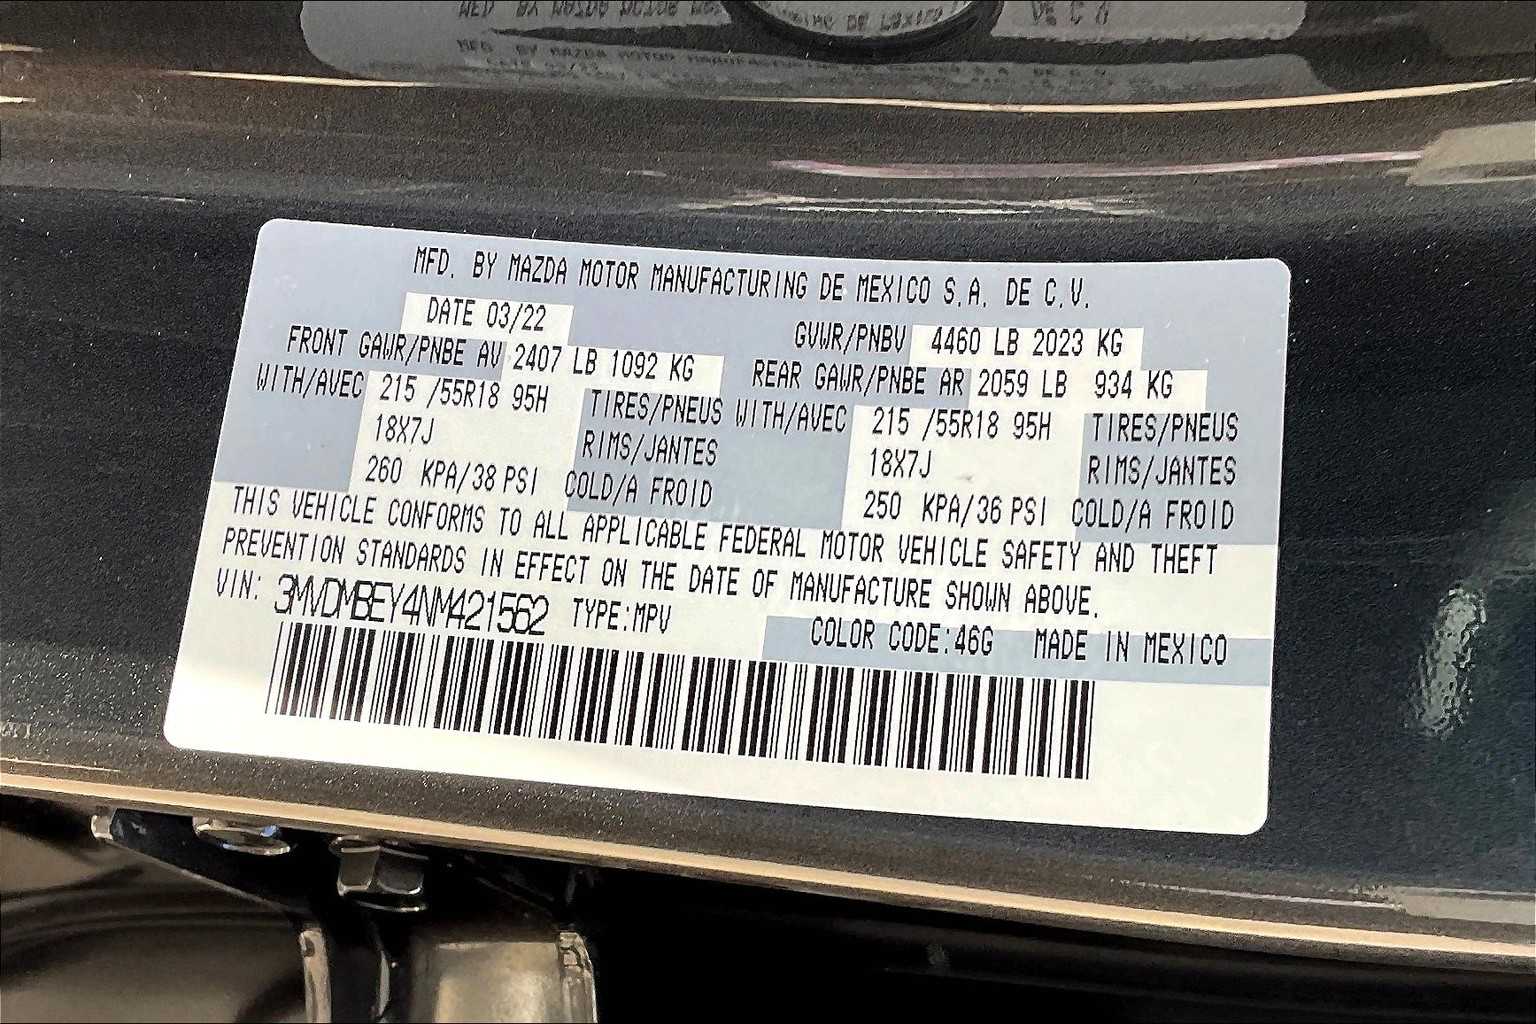 MFD. BY MAZDA MOTOR MANUFACTURING DE MEXICO S.A. DE C.V.
DATE 03/22
GVWR/PNBV 4460 LB 2023 KG
FRONT GAWR/PNBE AV 2407 LB 1092 KG
REAR GAWR/PNBE AR 2059 LB 934 KG
WITH/AVEC 215 /55R18 95H TIRES/PNEUS
WITH/AVEC 215 /55R18 95H TIRES/PNEUS
18X7J RIMS/JANTES
18X7J RIMS/JANTES
260 KPA/38 PSI COLD/A FROID
250 KPA/36 PSI COLD/A FROID
THIS VEHICLE CONFORMS TO ALL APPLICABLE FEDERAL MOTOR VEHICLE SAFETY AND THEFT
PREVENTION STANDARDS IN EFFECT ON THE DATE OF MANUFACTURE SHOWN ABOVE.
VIN: 3MVDMBEY4NM421562 TYPE:MPV
COLOR CODE:46G MADE IN MEXICO